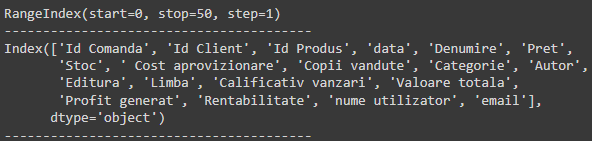 RangeIndex(start=0, stop=50, step=1)
----------------------------------------
Index(['Id Comanda', 'Id Client', 'Id Produs', 'data', 'Denumire', 'Pret',
       'Stoc', ' Cost aprovizionare', 'Copii vandute', 'Categorie', 'Autor',
       'Editura', 'Limba', 'Calificativ vanzari', 'Valoare totala',
       'Profit generat', 'Rentabilitate', 'nume utilizator', 'email'],
      dtype='object')
----------------------------------------